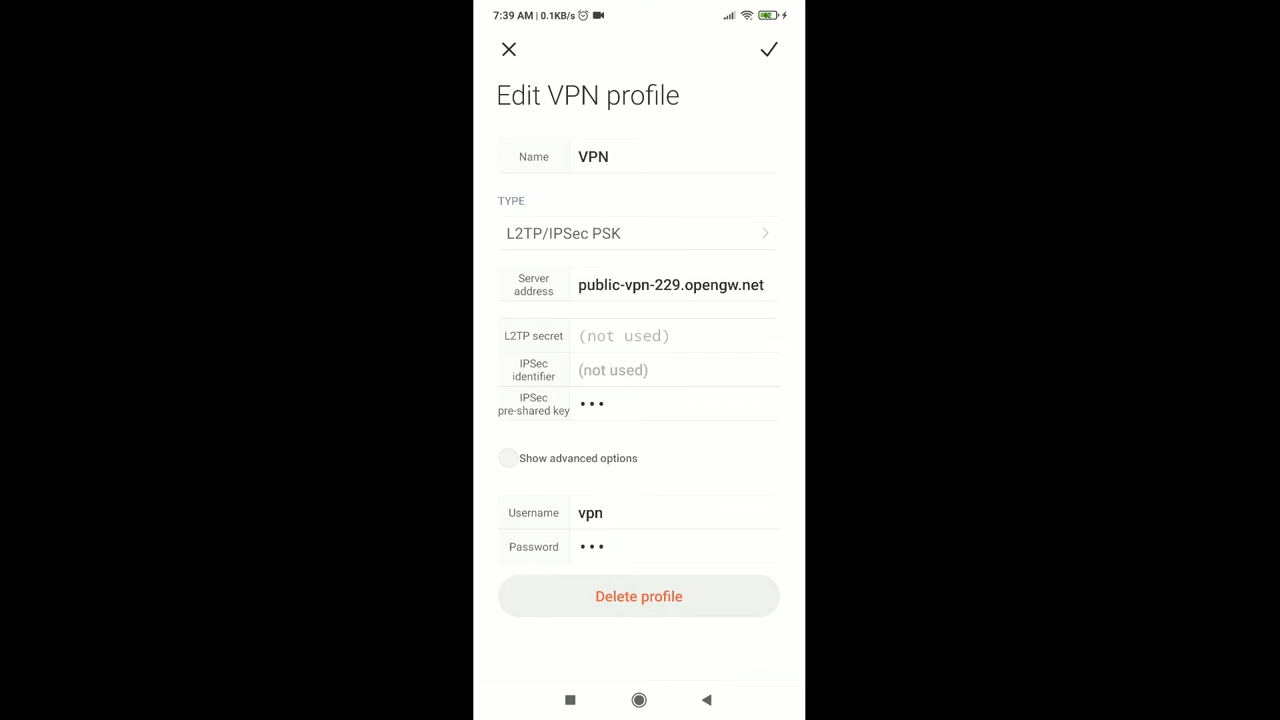 7:39 AM | 0.1KB/s
Edit VPN profile
Name VPN
TYPE
L2TP/IPSec PSK
Server address public-vpn-229.opengw.net
L2TP secret (not used)
IPSec identifier (not used)
IPSec pre-shared key •••
Show advanced options
Username vpn
Password •••
Delete profile